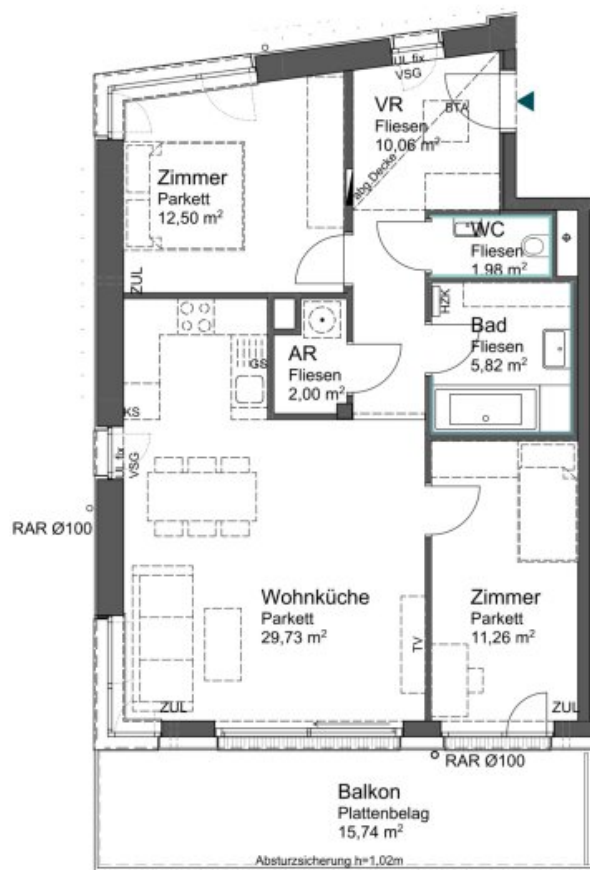 UL fix
VSG
VR
Fliesen
10,06 m²
BTA
abg.Decke
Zimmer
Parkett
12,50 m²
ZUL
WC
Fliesen
1,98 m²
HZK
Bad
Fliesen
5,82 m²
AR
Fliesen
2,00 m²
GS
KS
UL fix
VSG
RAR Ø100
Wohnküche
Parkett
29,73 m²
TV
Zimmer
Parkett
11,26 m²
ZUL
ZUL
RAR Ø100
Balkon
Plattenbelag
15,74 m²
Absturzsicherung h=1,02m